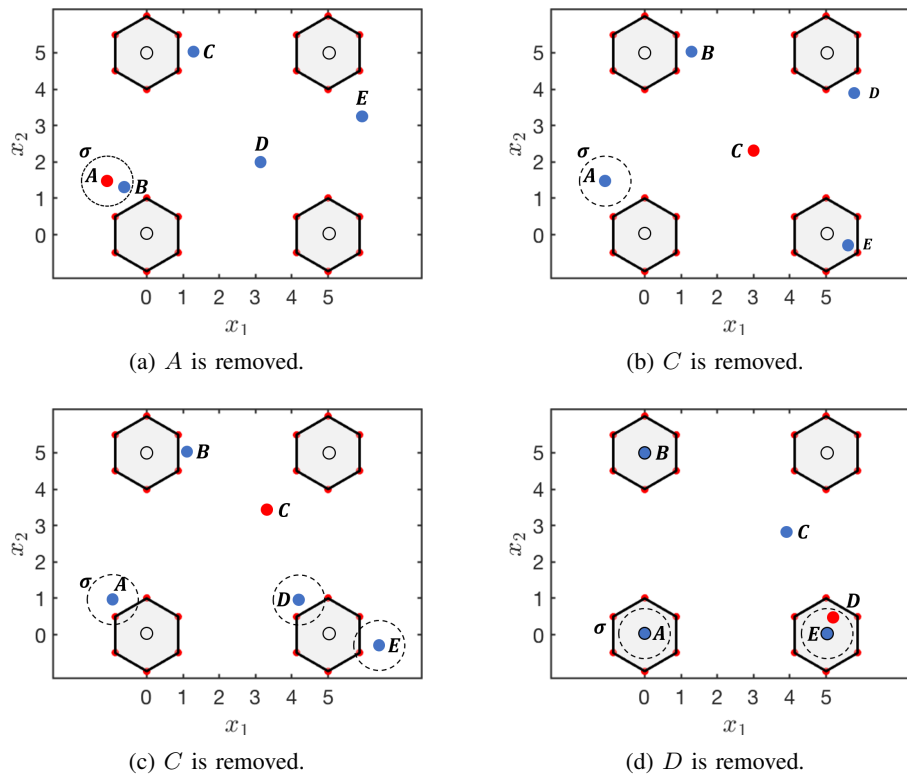 C
E
D
σ
A
B
5
4
3
2
1
0
x₂
0 1 2 3 4 5
x₁
(a) A is removed.
B
D
C
σ
A
E
5
4
3
2
1
0
x₂
0 1 2 3 4 5
x₁
(b) C is removed.
B
C
σ
A
D
E
5
4
3
2
1
0
x₂
0 1 2 3 4 5
x₁
(c) C is removed.
B
C
D
σ
A
E
5
4
3
2
1
0
x₂
0 1 2 3 4 5
x₁
(d) D is removed.